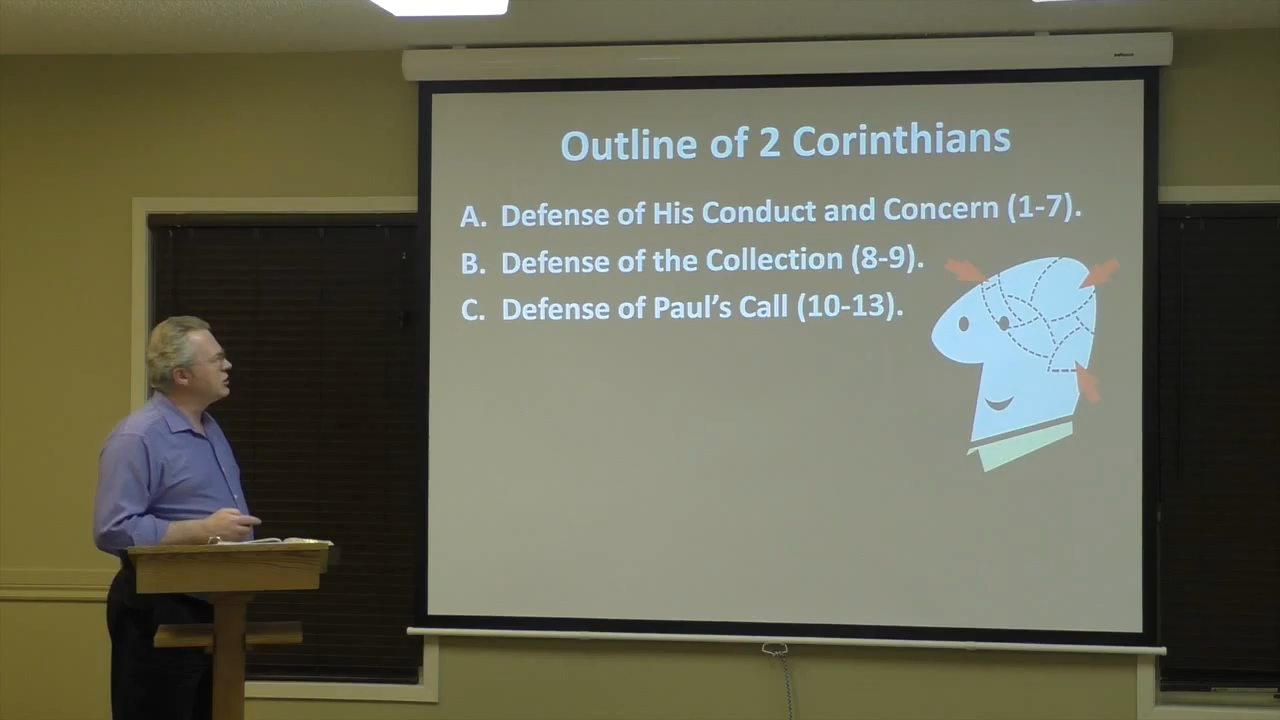 Outline of 2 Corinthians
A. Defense of His Conduct and Concern (1-7).
B. Defense of the Collection (8-9).
C. Defense of Paul's Call (10-13).